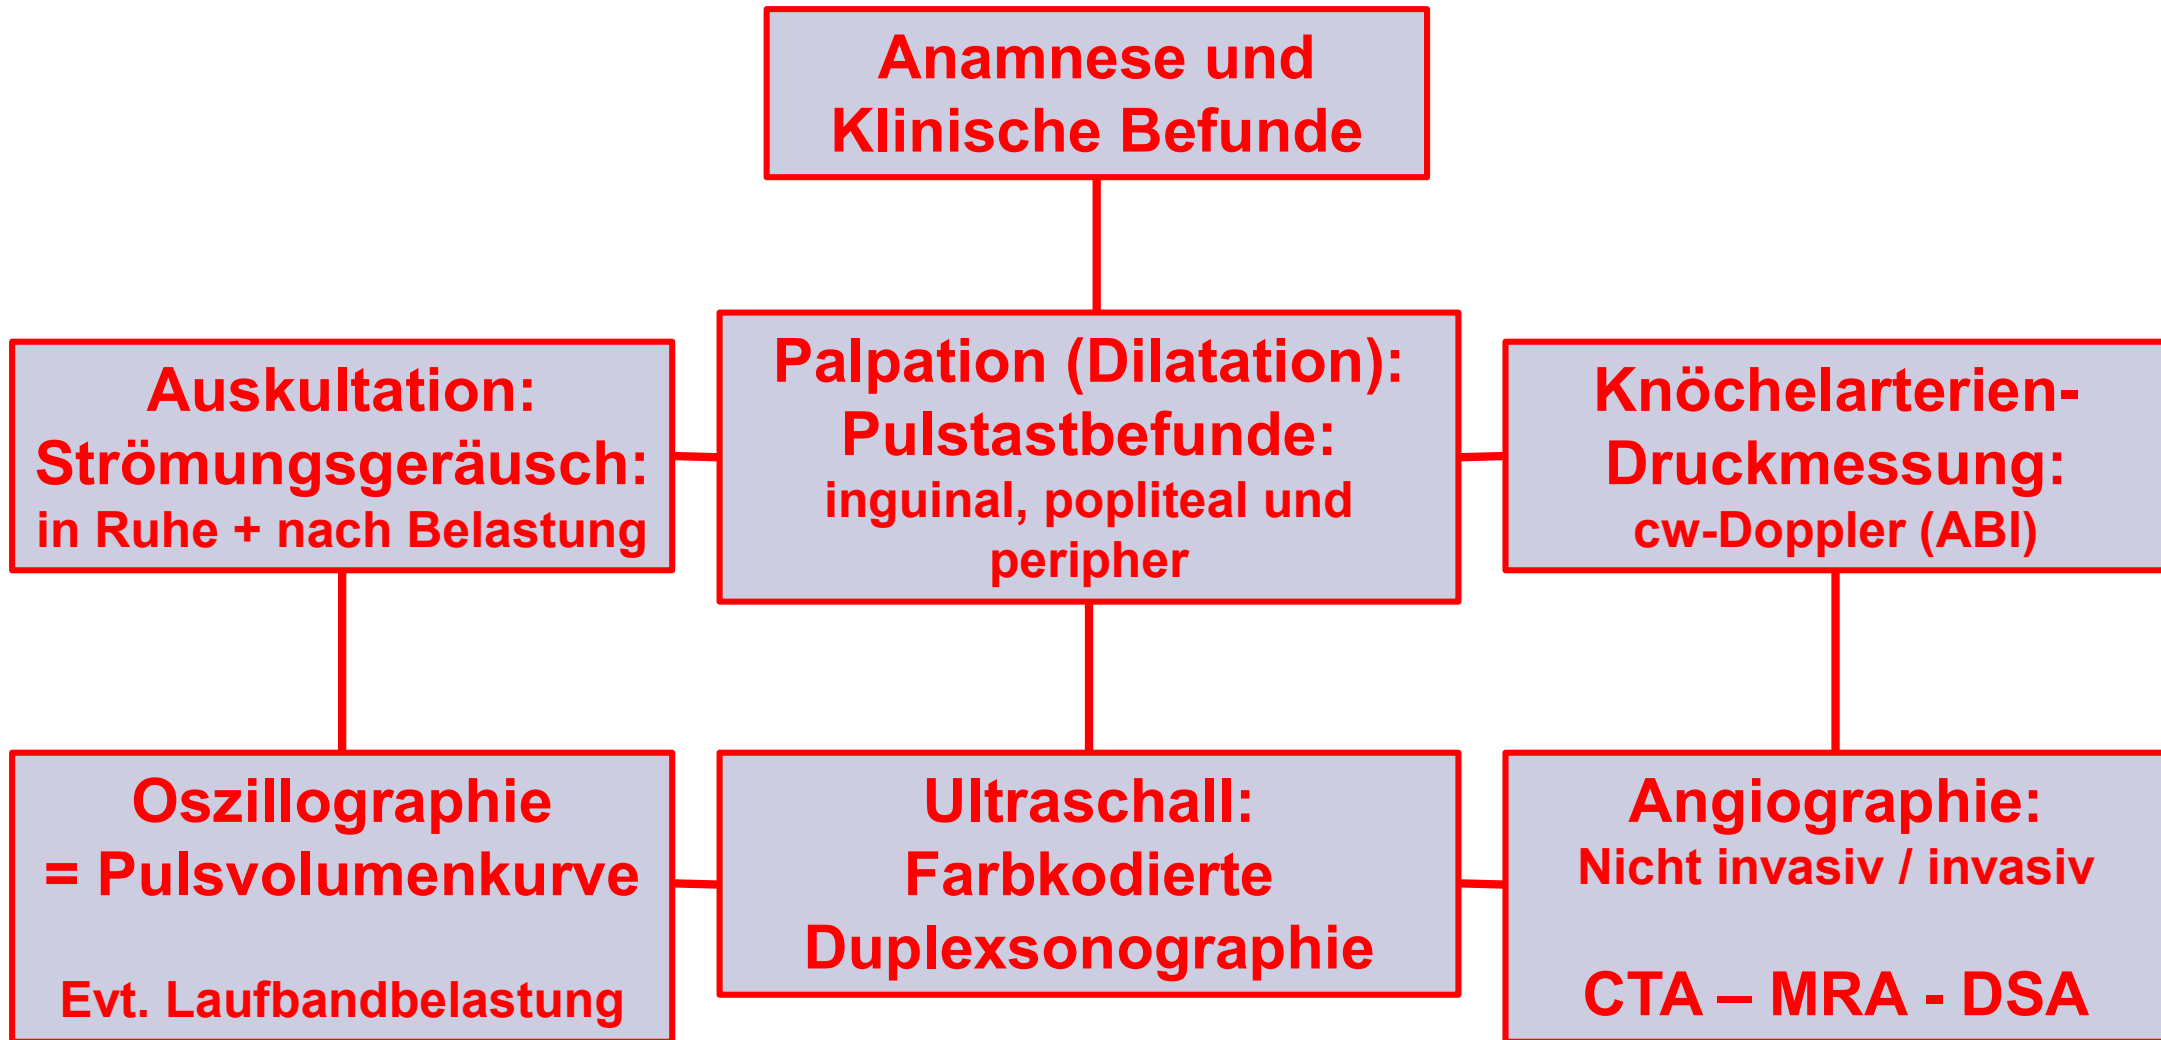 Anamnese und
Klinische Befunde
Auskultation:
Strömungsgeräusch:
in Ruhe + nach Belastung
Palpation (Dilatation):
Pulstastbefunde:
inguinal, popliteal und
peripher
Knöchelarterien-
Druckmessung:
cw-Doppler (ABI)
Oszillographie
= Pulsvolumenkurve
Evt. Laufbandbelastung
Ultraschall:
Farbkodierte
Duplexsonographie
Angiographie:
Nicht invasiv / invasiv
CTA – MRA - DSA